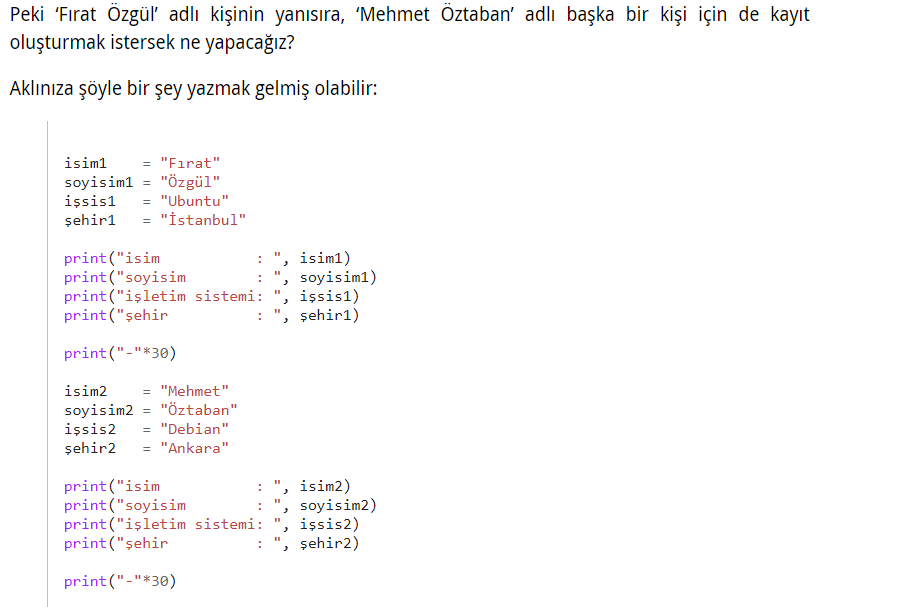 Peki ‘Fırat Özgül’ adlı kişinin yanısıra, ‘Mehmet Öztaban’ adlı başka bir kişi için de kayıt
oluşturmak istersek ne yapacağız?
Aklınıza şöyle bir şey yazmak gelmiş olabilir:
isim1    = "Fırat"
soyisim1 = "Özgül"
işsis1   = "Ubuntu"
şehir1   = "İstanbul"
print("isim           : ", isim1)
print("soyisim        : ", soyisim1)
print("işletim sistemi: ", işsis1)
print("şehir          : ", şehir1)
print("-"*30)
isim2    = "Mehmet"
soyisim2 = "Öztaban"
işsis2   = "Debian"
şehir2   = "Ankara"
print("isim           : ", isim2)
print("soyisim        : ", soyisim2)
print("işletim sistemi: ", işsis2)
print("şehir          : ", şehir2)
print("-"*30)